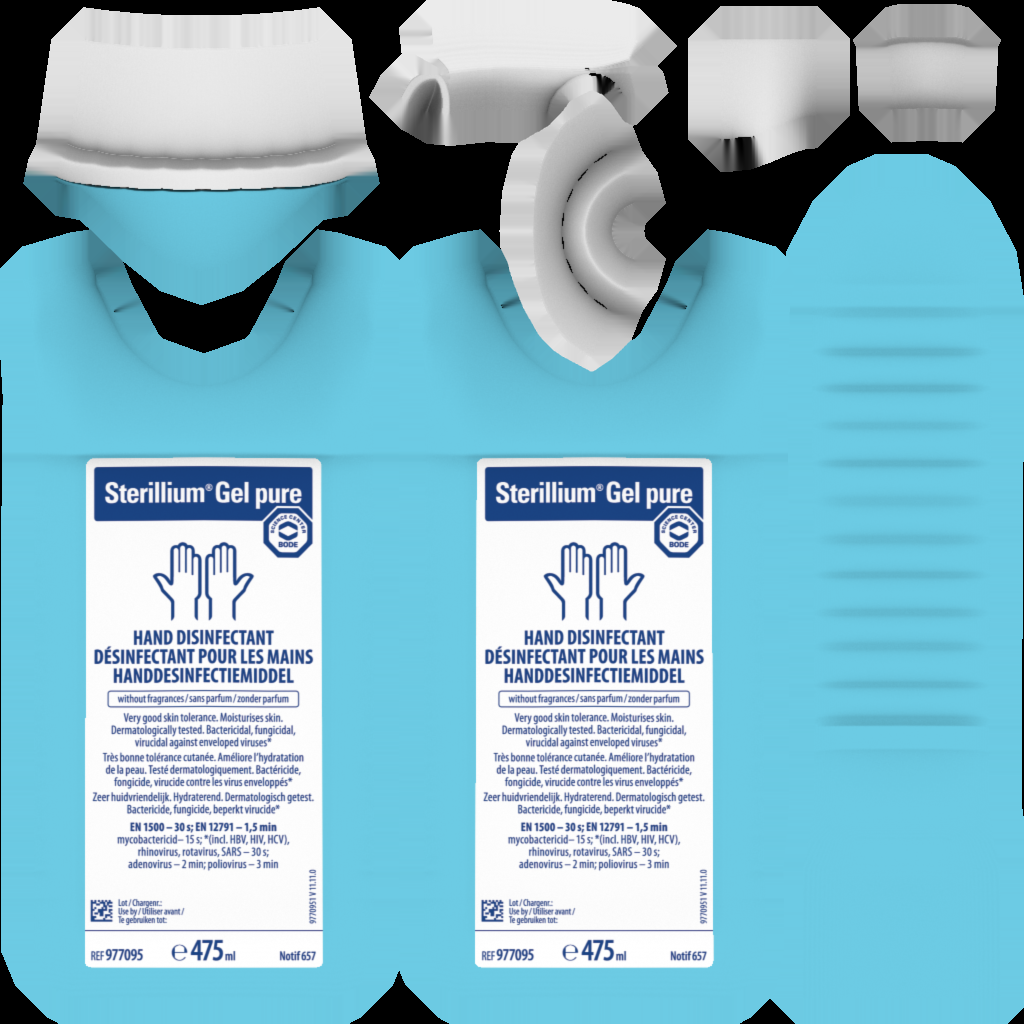 Sterillium® Gel pure
SCIENCE CENTER
BODE
HAND DISINFECTANT
DÉSINFECTANT POUR LES MAINS
HANDDESINFECTIEMIDDEL
without fragrances / sans parfum / zonder parfum
Very good skin tolerance. Moisturises skin.
Dermatologically tested. Bactericidal, fungicidal,
virucidal against enveloped viruses*
Très bonne tolérance cutanée. Améliore l'hydratation
de la peau. Testé dermatologiquement. Bactéricide,
fongicide, virucide contre les virus enveloppés*
Zeer huidvriendelijk. Hydraterend. Dermatologisch getest.
Bactericide, fungicide, beperkt virucide*
EN 1500 – 30 s; EN 12791 – 1,5 min
mycobactericid– 15 s; *(incl. HBV, HIV, HCV),
rhinovirus, rotavirus, SARS – 30 s;
adenovirus – 2 min; poliovirus – 3 min
Lot / Chargenr.:
Use by / Utiliser avant /
Te gebruiken tot:
9770951 V 11.11.0
REF 977095
℮ 475 ml
Notif 657
Sterillium® Gel pure
SCIENCE CENTER
BODE
HAND DISINFECTANT
DÉSINFECTANT POUR LES MAINS
HANDDESINFECTIEMIDDEL
without fragrances / sans parfum / zonder parfum
Very good skin tolerance. Moisturises skin.
Dermatologically tested. Bactericidal, fungicidal,
virucidal against enveloped viruses*
Très bonne tolérance cutanée. Améliore l'hydratation
de la peau. Testé dermatologiquement. Bactéricide,
fongicide, virucide contre les virus enveloppés*
Zeer huidvriendelijk. Hydraterend. Dermatologisch getest.
Bactericide, fungicide, beperkt virucide*
EN 1500 – 30 s; EN 12791 – 1,5 min
mycobactericid– 15 s; *(incl. HBV, HIV, HCV),
rhinovirus, rotavirus, SARS – 30 s;
adenovirus – 2 min; poliovirus – 3 min
Lot / Chargenr.:
Use by / Utiliser avant /
Te gebruiken tot:
9770951 V 11.11.0
REF 977095
℮ 475 ml
Notif 657